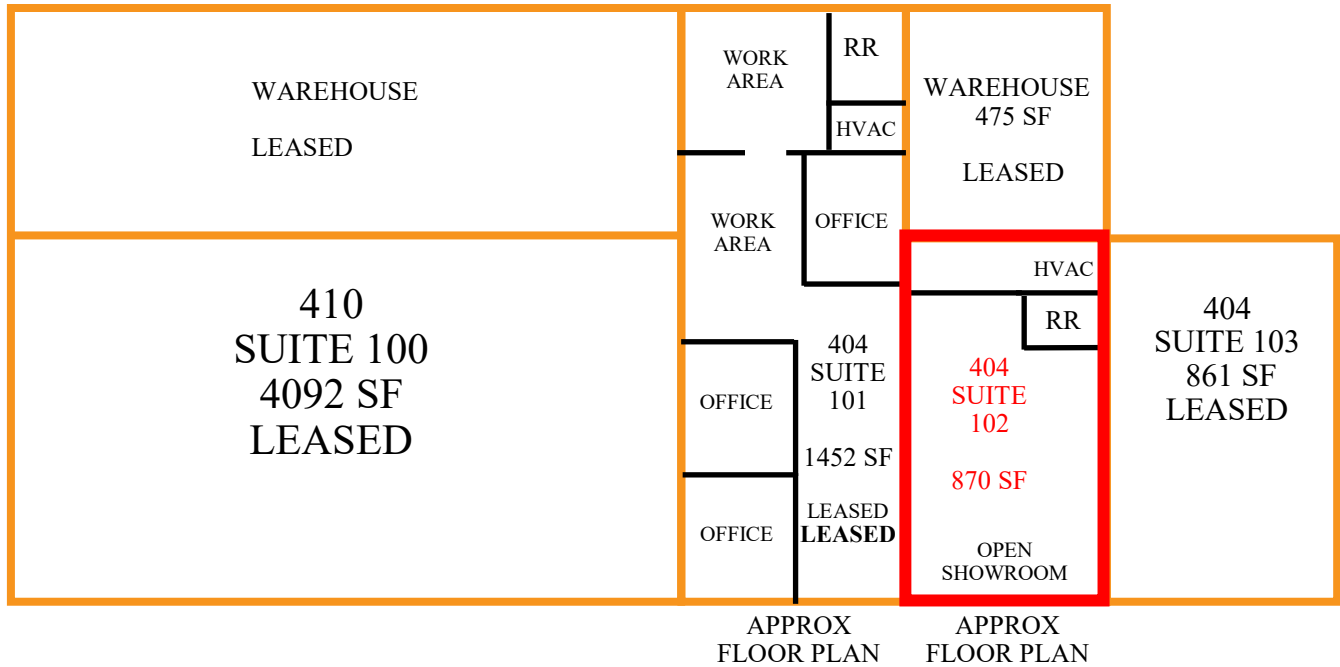 WAREHOUSE
LEASED
410
SUITE 100
4092 SF
LEASED
WORK
AREA
RR
HVAC
WORK
AREA
OFFICE
OFFICE
OFFICE
404
SUITE
101
1452 SF
LEASED
LEASED
WAREHOUSE
475 SF
LEASED
HVAC
RR
404
SUITE
102
870 SF
OPEN
SHOWROOM
404
SUITE 103
861 SF
LEASED
APPROX
FLOOR PLAN
APPROX
FLOOR PLAN